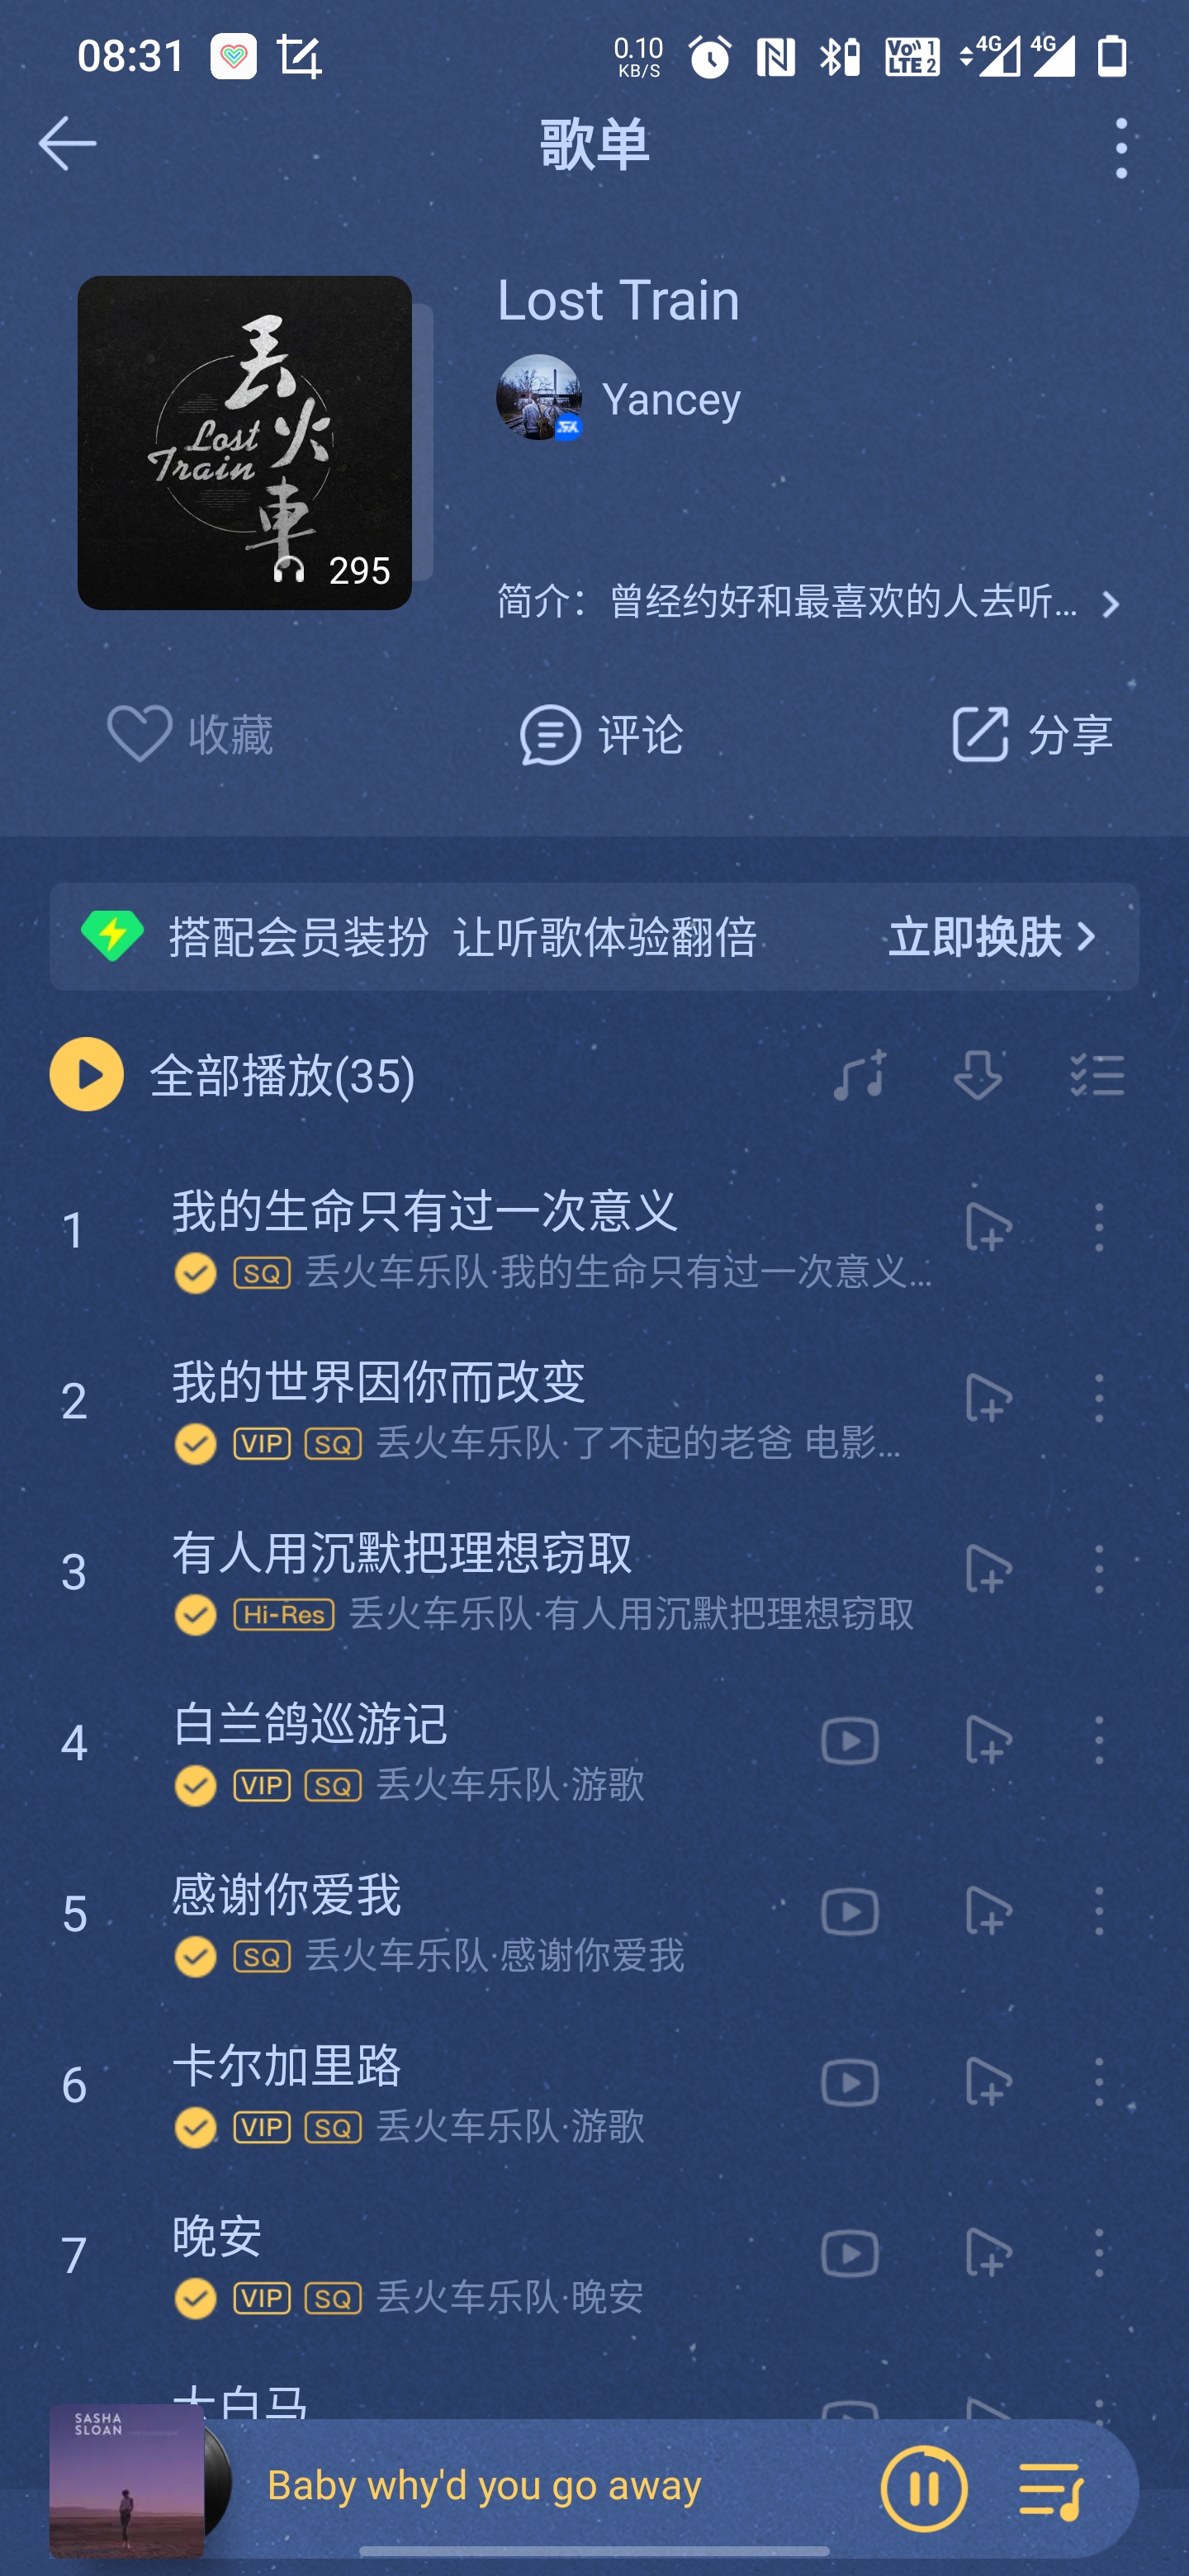 08:31
0.10
KB/S
Vo)) 1
LTE 2
4G
4G
歌单
丢火車
Lost
Train
295
Lost Train
Yancey
简介：曾经约好和最喜欢的人去听...
收藏
评论
分享
搭配会员装扮 让听歌体验翻倍
立即换肤
全部播放(35)
1
我的生命只有过一次意义
SQ 丢火车乐队·我的生命只有过一次意义...
2
我的世界因你而改变
VIP SQ 丢火车乐队·了不起的老爸 电影...
3
有人用沉默把理想窃取
Hi-Res 丢火车乐队·有人用沉默把理想窃取
4
白兰鸽巡游记
VIP SQ 丢火车乐队·游歌
5
感谢你爱我
SQ 丢火车乐队·感谢你爱我
6
卡尔加里路
VIP SQ 丢火车乐队·游歌
7
晚安
VIP SQ 丢火车乐队·晚安
大白马
SASHA
SLOAN
Baby why'd you go away